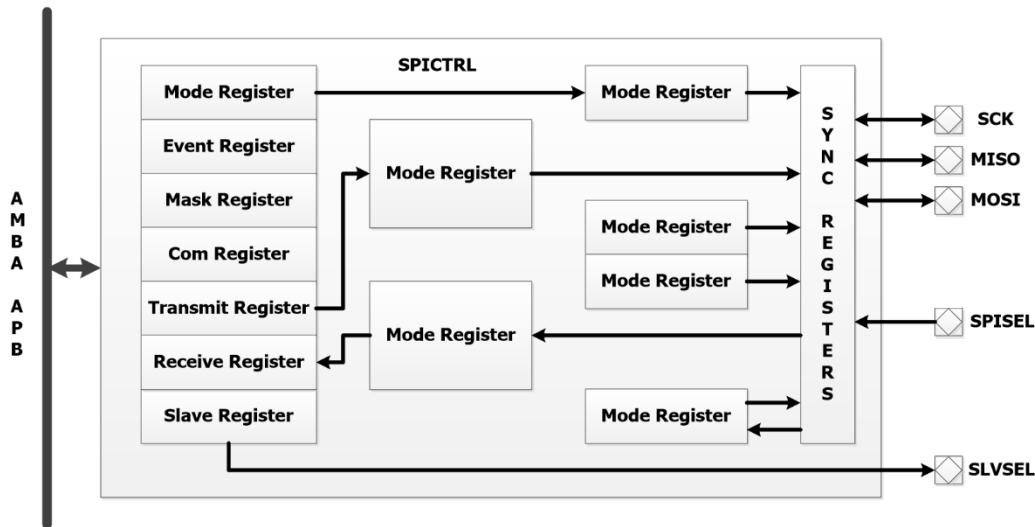 SPICTRL
AMBA APB
Mode Register
Event Register
Mask Register
Com Register
Transmit Register
Receive Register
Slave Register
Mode Register
Mode Register
Mode Register
Mode Register
Mode Register
Mode Register
SYNC REGISTERS
SCK
MISO
MOSI
SPISEL
SLVSEL